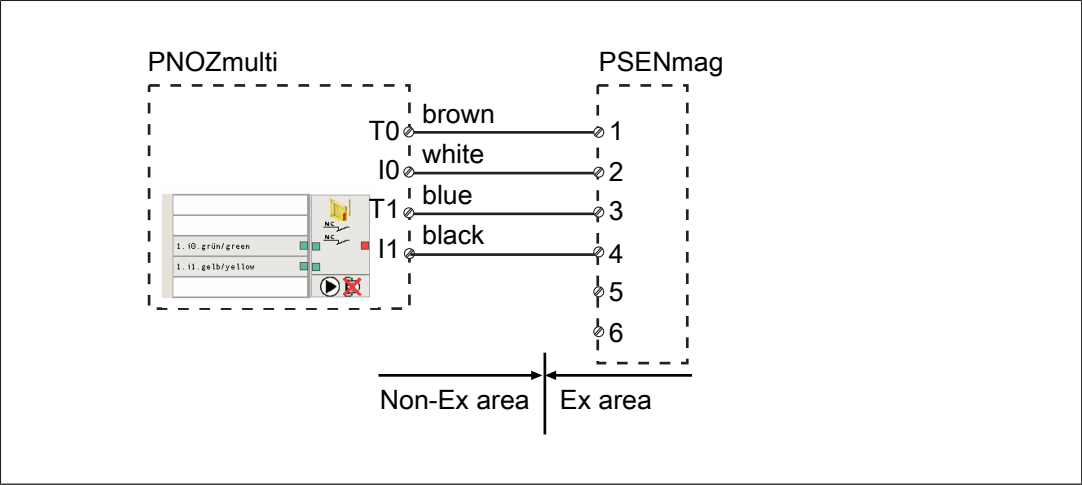 PNOZmulti
PSENmag
T0 brown 1
I0 white 2
T1 blue 3
I1 black 4
5
6
NC
NC
1.i0.grün/green
1.i1.gelb/yellow
Non-Ex area Ex area